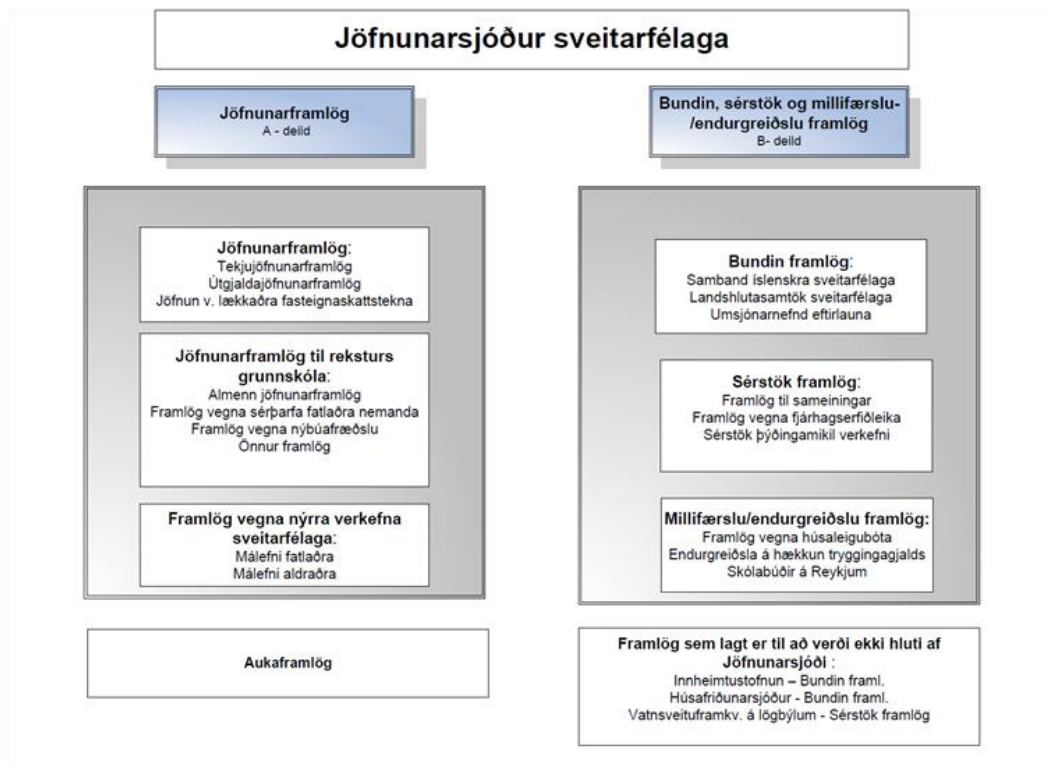 Jöfnunarsjóður sveitarfélaga
Jöfnunarframlög
A - deild
Jöfnunarframlög:
Tekjujöfnunarframlög
Útgjaldajöfnunarframlög
Jöfnun v. lækkaðra fasteignaskattstekna
Jöfnunarframlög til reksturs
grunnskóla:
Almenn jöfnunarframlög
Framlög vegna sérþarfa fatlaðra nemanda
Framlög vegna nýbúafræðslu
Önnur framlög
Framlög vegna nýrra verkefna
sveitarfélaga:
Málefni fatlaðra
Málefni aldraðra
Aukaframlög
Bundin, sérstök og millifærslu-
/endurgreiðslu framlög
B- deild
Bundin framlög:
Samband íslenskra sveitarfélaga
Landshlutasamtök sveitarfélaga
Umsjónarnefnd eftirlauna
Sérstök framlög:
Framlög til sameiningar
Framlög vegna fjárhagserfiðleika
Sérstök þýðingamikil verkefni
Millifærslu/endurgreiðslu framlög:
Framlög vegna húsaleigubóta
Endurgreiðsla á hækkun tryggingagjalds
Skólabúðir á Reykjum
Framlög sem lagt er til að verði ekki hluti af
Jöfnunarsjóði :
Innheimtustofnun – Bundin framl.
Húsafriðunarsjóður - Bundin framl.
Vatnsveituframkv. á lögbýlum - Sérstök framlög